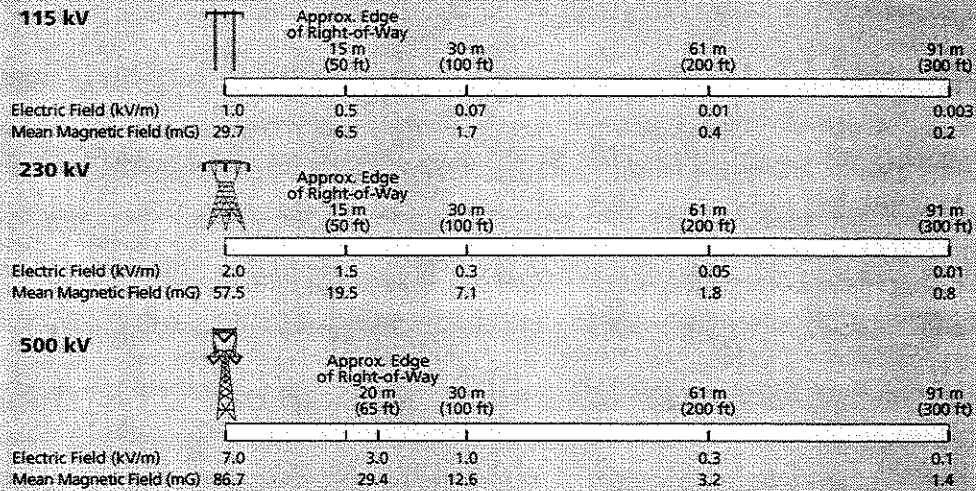 115 kV
Approx. Edge
of Right-of-Way
15 m 30 m 61 m 91 m
(50 ft) (100 ft) (200 ft) (300 ft)
Electric Field (kV/m) 1.0 0.5 0.07 0.01 0.003
Mean Magnetic Field (mG) 29.7 6.5 1.7 0.4 0.2
230 kV
Approx. Edge
of Right-of-Way
15 m 30 m 61 m 91 m
(50 ft) (100 ft) (200 ft) (300 ft)
Electric Field (kV/m) 2.0 1.5 0.3 0.05 0.01
Mean Magnetic Field (mG) 57.5 19.5 7.1 1.8 0.8
500 kV
Approx. Edge
of Right-of-Way
20 m 30 m 61 m 91 m
(65 ft) (100 ft) (200 ft) (300 ft)
Electric Field (kV/m) 7.0 3.0 1.0 0.3 0.1
Mean Magnetic Field (mG) 86.7 29.4 12.6 3.2 1.4